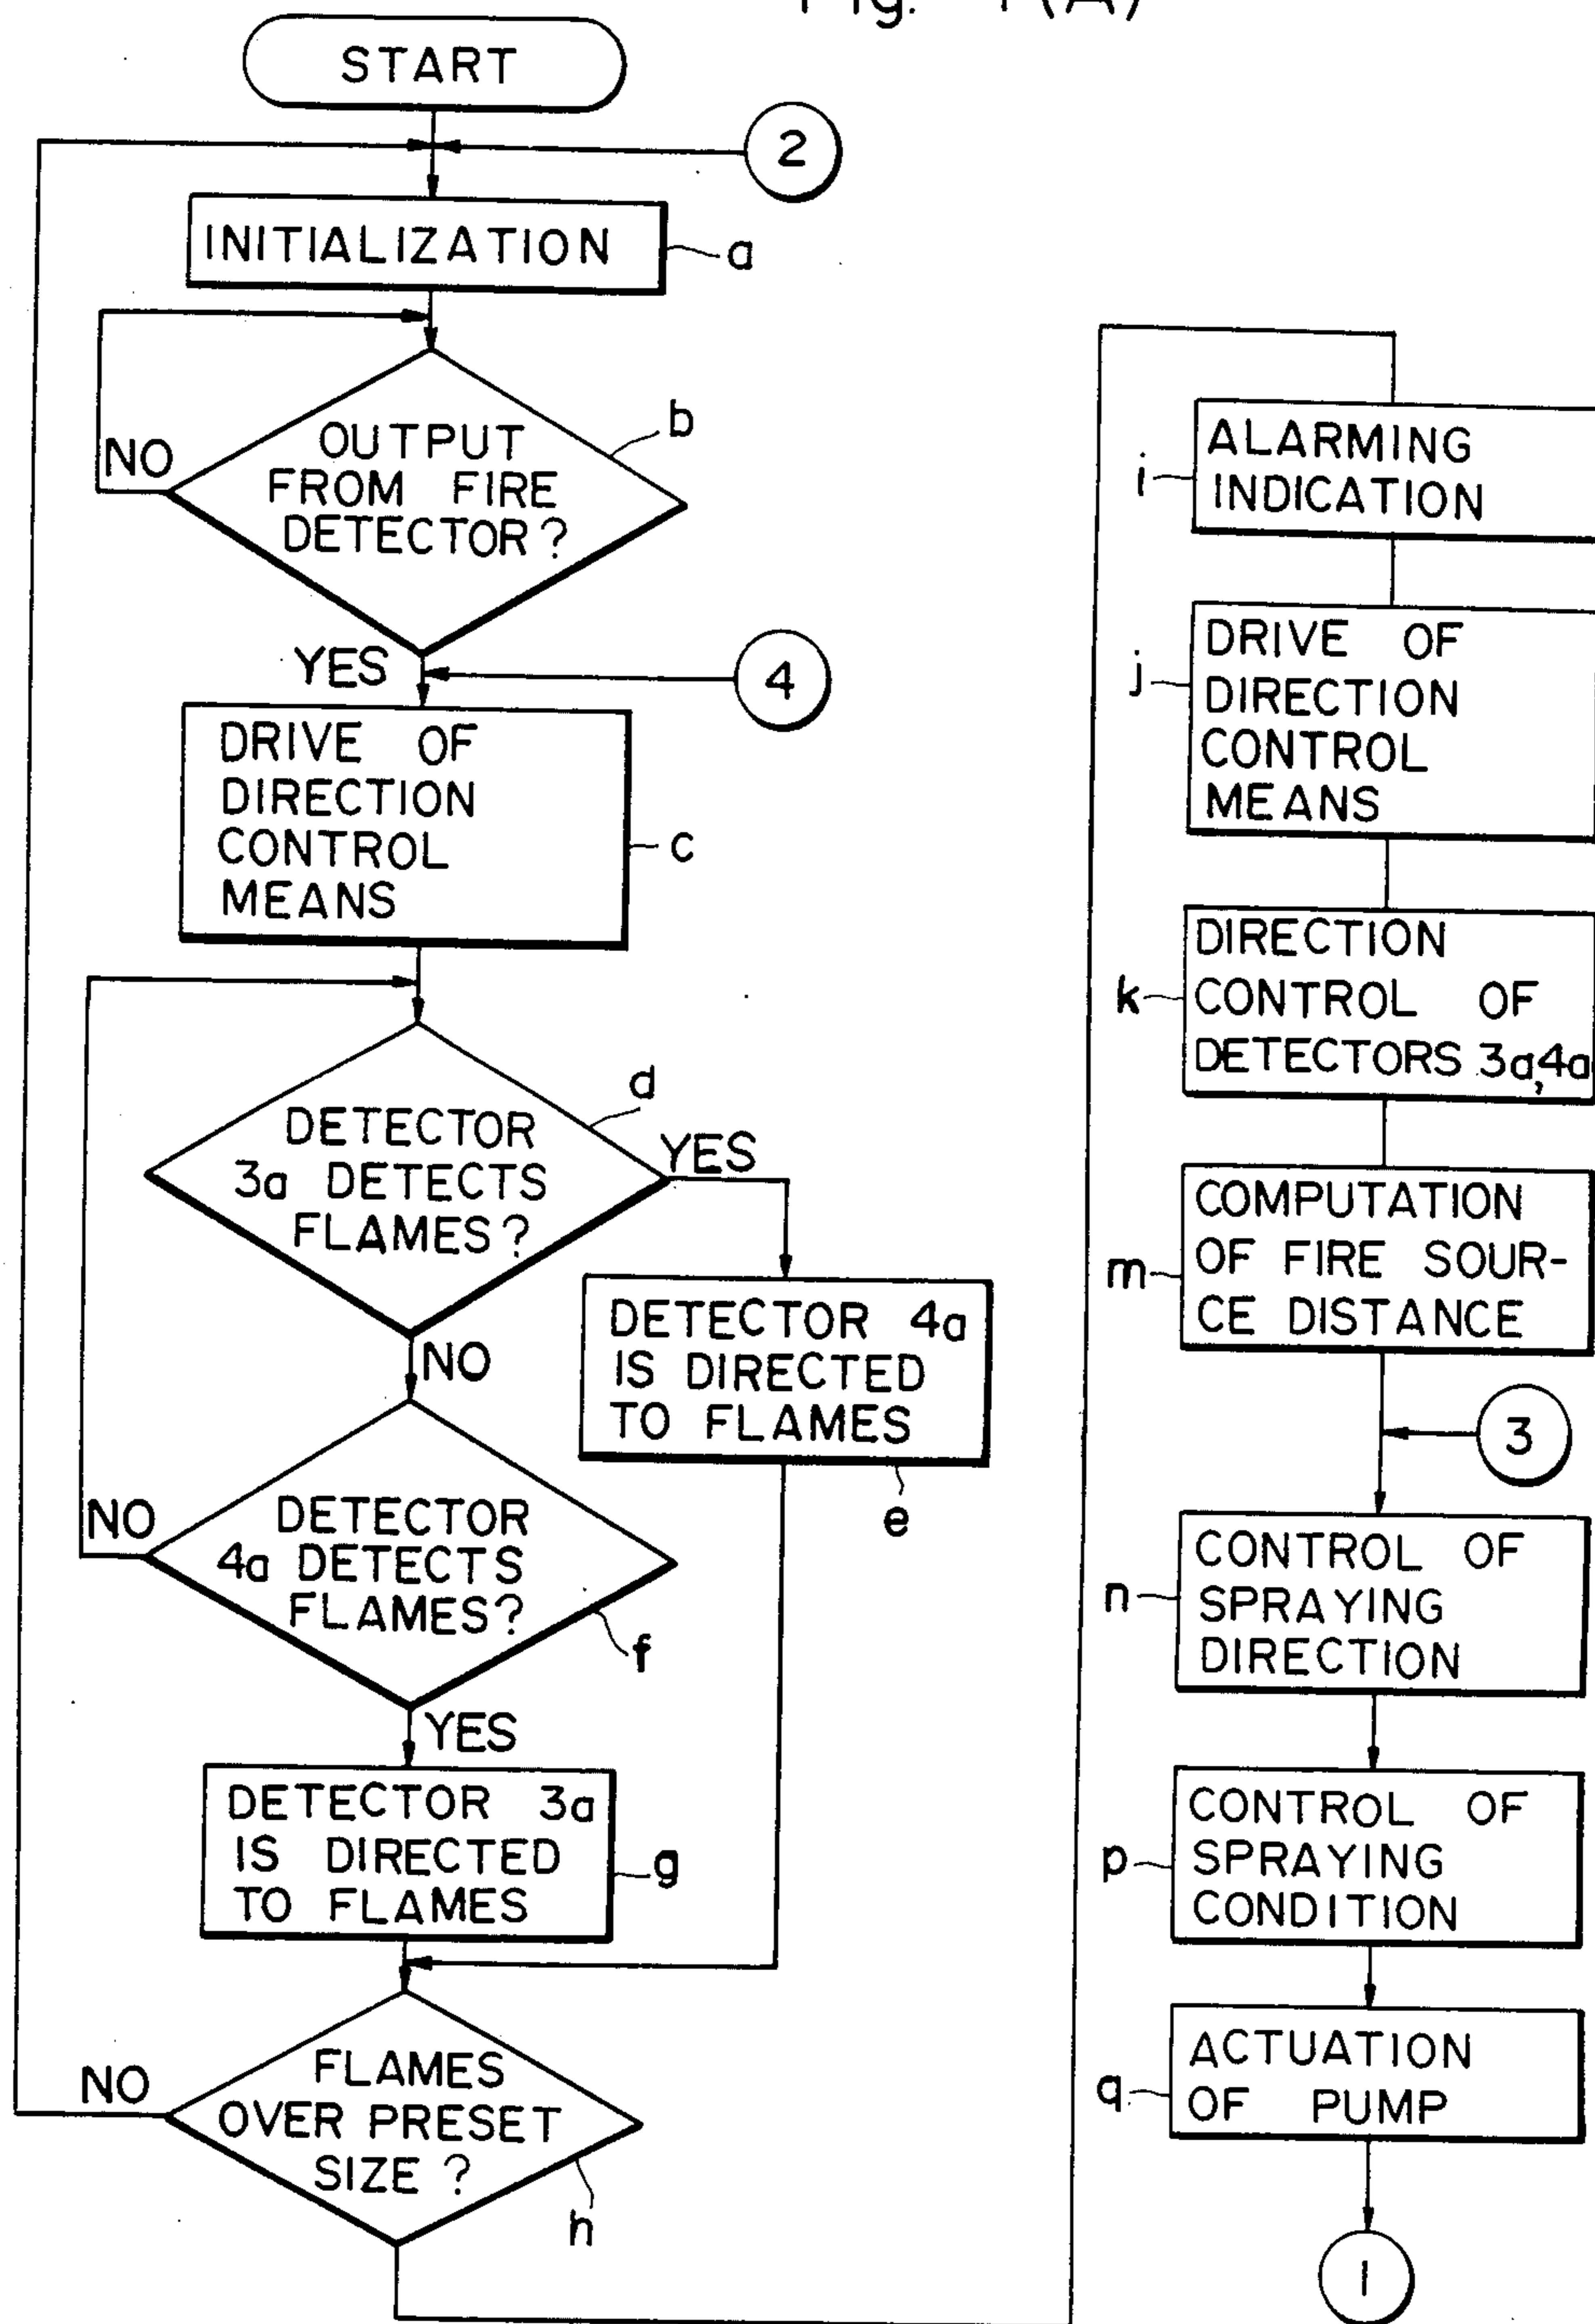 Fig. 4(A)
START
2
INITIALIZATION
a
b
NO
OUTPUT
FROM FIRE
DETECTOR?
YES
4
DRIVE OF
DIRECTION
CONTROL
MEANS
c
d
DETECTOR
3a DETECTS
FLAMES?
YES
NO
DETECTOR 4a
IS DIRECTED
TO FLAMES
e
NO
DETECTOR
4a DETECTS
FLAMES?
f
YES
DETECTOR 3a
IS DIRECTED
TO FLAMES
g
NO
FLAMES
OVER PRESET
SIZE ?
h
i
ALARMING
INDICATION
j
DRIVE OF
DIRECTION
CONTROL
MEANS
k
DIRECTION
CONTROL OF
DETECTORS 3a,4a
m
COMPUTATION
OF FIRE SOUR-
CE DISTANCE
3
n
CONTROL OF
SPRAYING
DIRECTION
p
CONTROL OF
SPRAYING
CONDITION
q
ACTUATION
OF PUMP
1